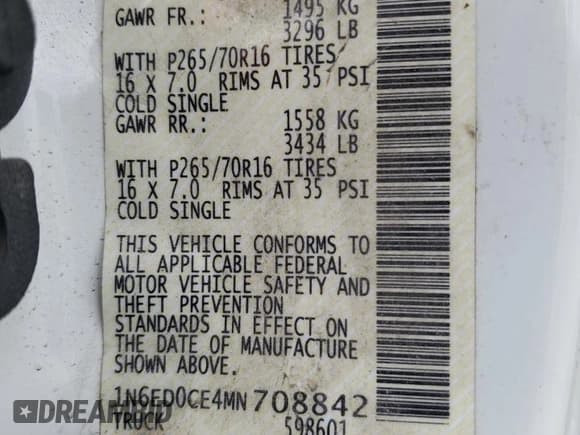 GAWR FR.: 1495 KG
3296 LB
WITH P265/70R16 TIRES
16 X 7.0 RIMS AT 35 PSI
COLD SINGLE
GAWR RR.: 1558 KG
3434 LB
WITH P265/70R16 TIRES
16 X 7.0 RIMS AT 35 PSI
COLD SINGLE
THIS VEHICLE CONFORMS TO
ALL APPLICABLE FEDERAL
MOTOR VEHICLE SAFETY AND
THEFT PREVENTION
STANDARDS IN EFFECT ON
THE DATE OF MANUFACTURE
SHOWN ABOVE.
1N6ED0CE4MN708842
TRUCK 598601
DREAMBID